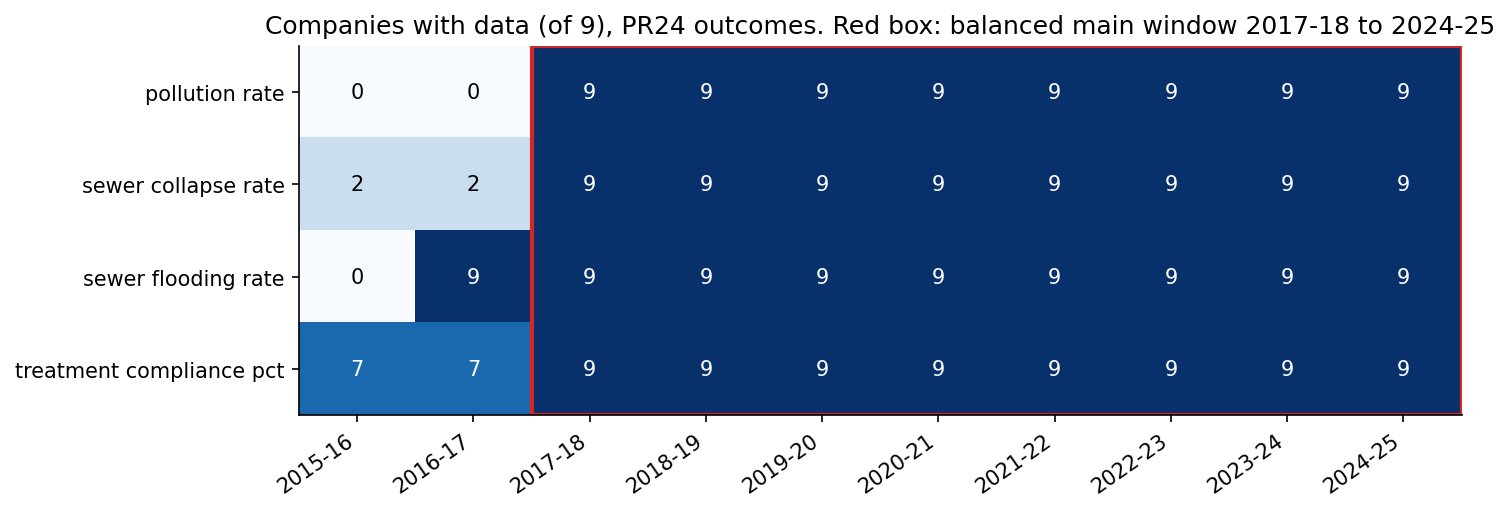 Companies with data (of 9), PR24 outcomes. Red box: balanced main window 2017-18 to 2024-25
pollution rate 0 0 9 9 9 9 9 9 9 9
sewer collapse rate 2 2 9 9 9 9 9 9 9 9
sewer flooding rate 0 9 9 9 9 9 9 9 9 9
treatment compliance pct 7 7 9 9 9 9 9 9 9 9
2015-16 2016-17 2017-18 2018-19 2019-20 2020-21 2021-22 2022-23 2023-24 2024-25